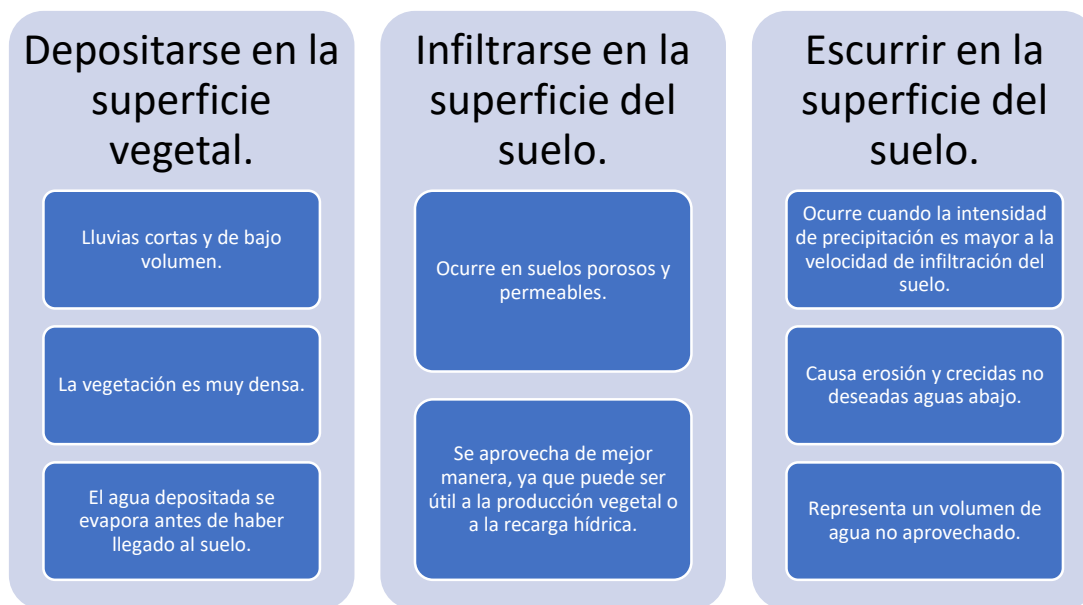 Depositarse en la
superficie
vegetal.
Lluvias cortas y de bajo
volumen.
La vegetación es muy densa.
El agua depositada se
evapora antes de haber
llegado al suelo.
Infiltrarse en la
superficie del
suelo.
Ocurre en suelos porosos y
permeables.
Se aprovecha de mejor
manera, ya que puede ser
útil a la producción vegetal o
a la recarga hídrica.
Escurrir en la
superficie del
suelo.
Ocurre cuando la intensidad
de precipitación es mayor a la
velocidad de infiltración del
suelo.
Causa erosión y crecidas no
deseadas aguas abajo.
Representa un volumen de
agua no aprovechado.